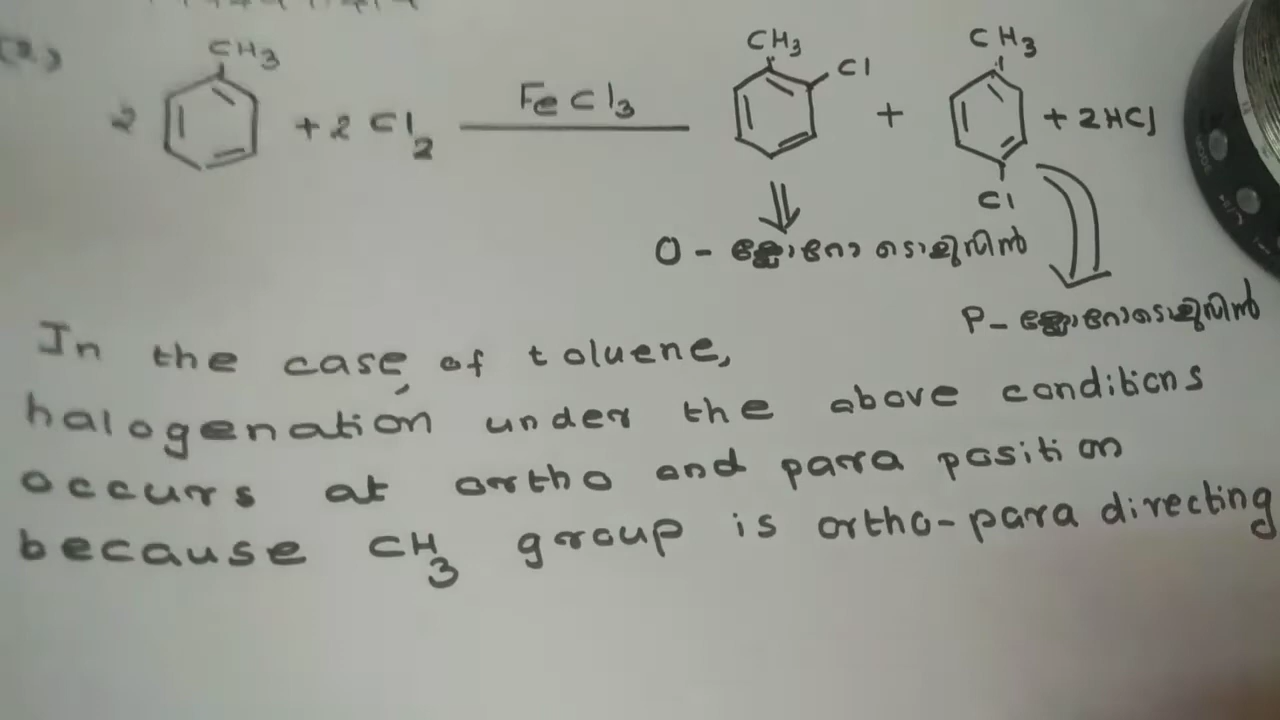 (2)
2 CH3 + 2 Cl2 FeCl3 CH3 Cl + CH3 Cl + 2HCl
O - ക്ലോറോ ടൊളുവിൻ
P- ക്ലോറോടൊളുവിൻ
In the case, of toluene,
halogenation under the above conditions
occurs at ortho and para position
because CH3 group is ortho-para directing